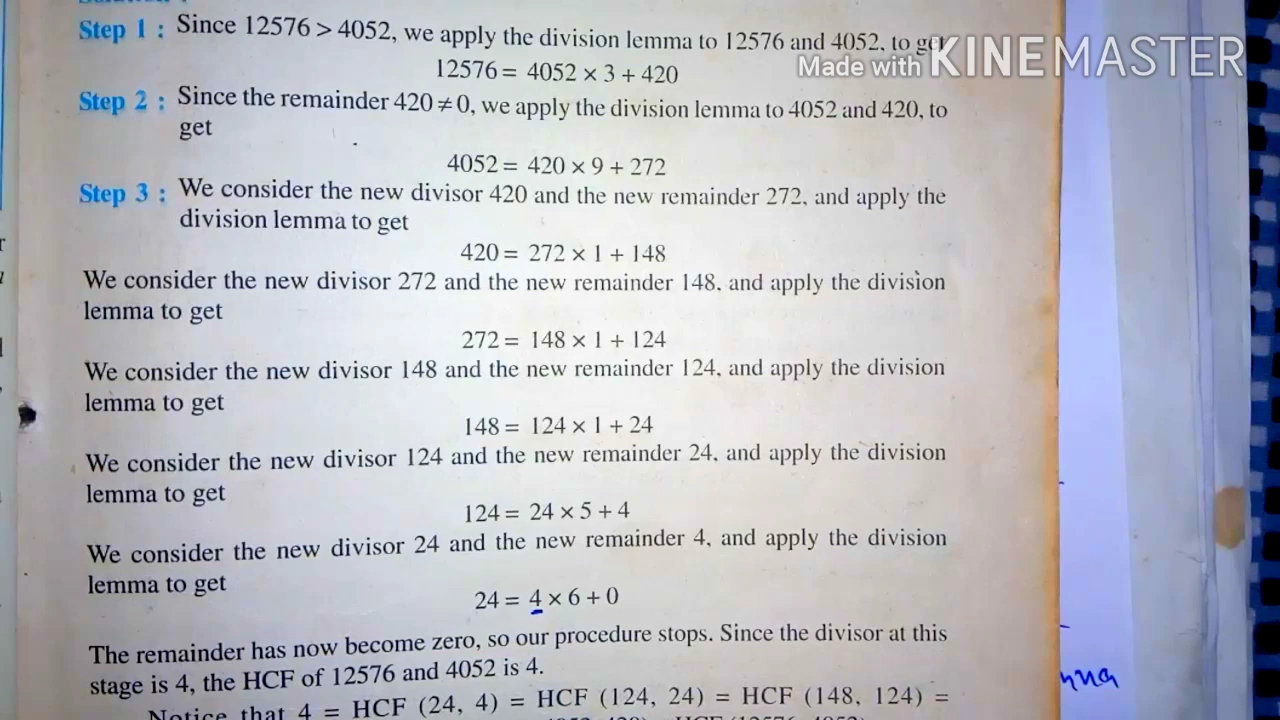 Step 1 : Since 12576 > 4052, we apply the division lemma to 12576 and 4052, to get
12576 = 4052 × 3 + 420
Made with KINEMASTER
Step 2 : Since the remainder 420 ≠ 0, we apply the division lemma to 4052 and 420, to
get
4052 = 420 × 9 + 272
Step 3 : We consider the new divisor 420 and the new remainder 272, and apply the
division lemma to get
420 = 272 × 1 + 148
We consider the new divisor 272 and the new remainder 148, and apply the division
lemma to get
272 = 148 × 1 + 124
We consider the new divisor 148 and the new remainder 124, and apply the division
lemma to get
148 = 124 × 1 + 24
We consider the new divisor 124 and the new remainder 24, and apply the division
lemma to get
124 = 24 × 5 + 4
We consider the new divisor 24 and the new remainder 4, and apply the division
lemma to get
24 = 4 × 6 + 0
The remainder has now become zero, so our procedure stops. Since the divisor at this
stage is 4, the HCF of 12576 and 4052 is 4.
Notice that 4 = HCF (24, 4) = HCF (124, 24) = HCF (148, 124) =